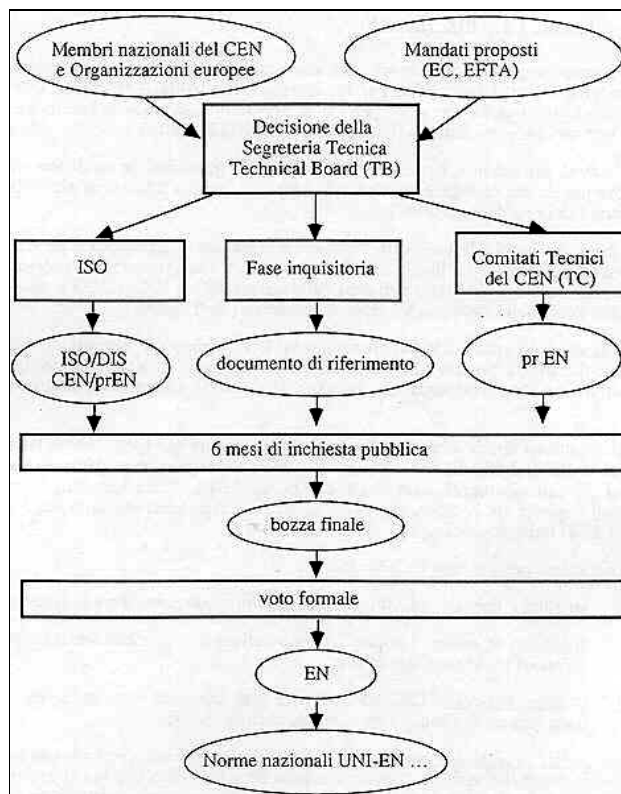 Membri nazionali del CEN
e Organizzazioni europee
Mandati proposti
(EC, EFTA)
Decisione della
Segreteria Tecnica
Technical Board (TB)
ISO
Fase inquisitoria
Comitati Tecnici
del CEN (TC)
ISO/DIS
CEN/prEN
documento di riferimento
pr EN
6 mesi di inchiesta pubblica
bozza finale
voto formale
EN
Norme nazionali UNI-EN ...